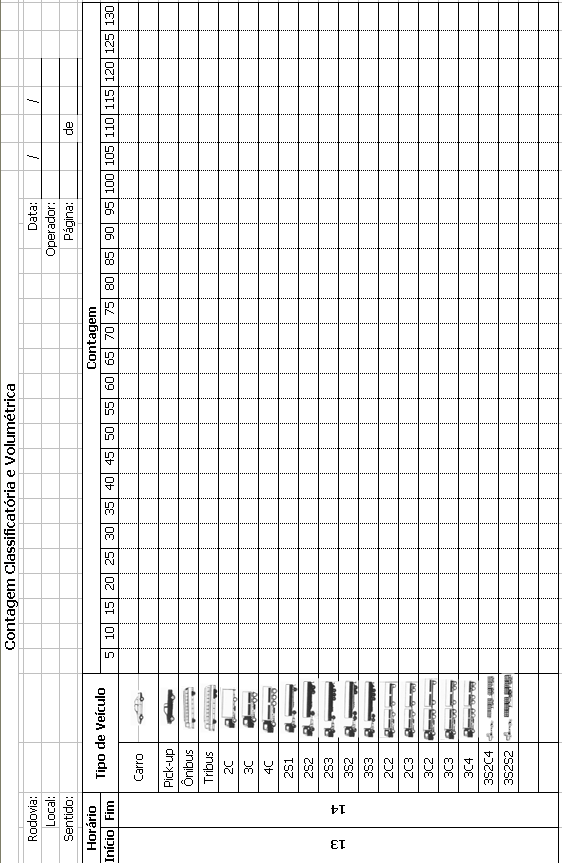 Contagem Classificatória e Volumétrica
Rodovia: Data: / /
Local: Operador:
Sentido: Página: de
Horário Tipo de Veículo Contagem
Início Fim 5 10 15 20 25 30 35 40 45 50 55 60 65 70 75 80 85 90 95 100 105 110 115 120 125 130
13 14
Carro
Pick-up
Ônibus
Tribus
2C
3C
4C
2S1
2S2
2S3
3S2
3S3
2C2
2C3
3C2
3C3
3C4
3S2C4
3S2S2